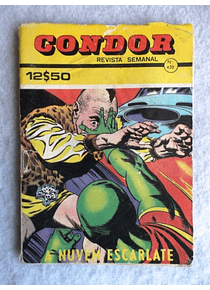 CONDOR
REVISTA SEMANAL
12$50
A NUVEM ESCARLATE